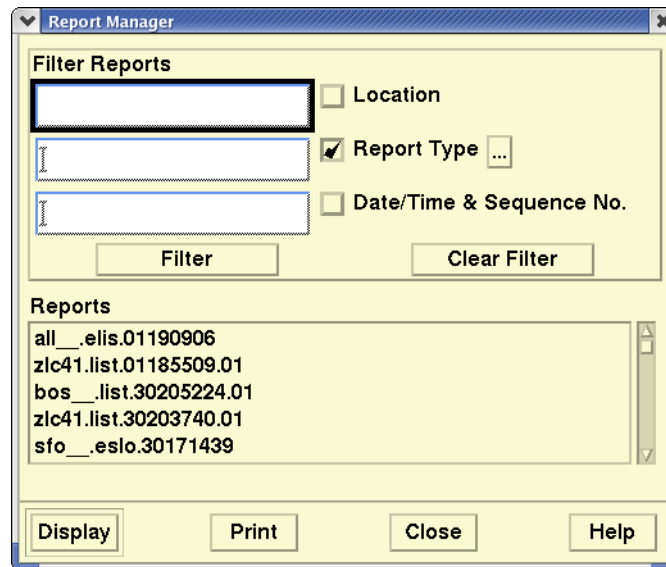 Report Manager
Filter Reports
Location
Report Type ...
Date/Time & Sequence No.
Filter Clear Filter
Reports
all__.elis.01190906
zlc41.list.01185509.01
bos__.list.30205224.01
zlc41.list.30203740.01
sfo__.eslo.30171439
Display Print Close Help